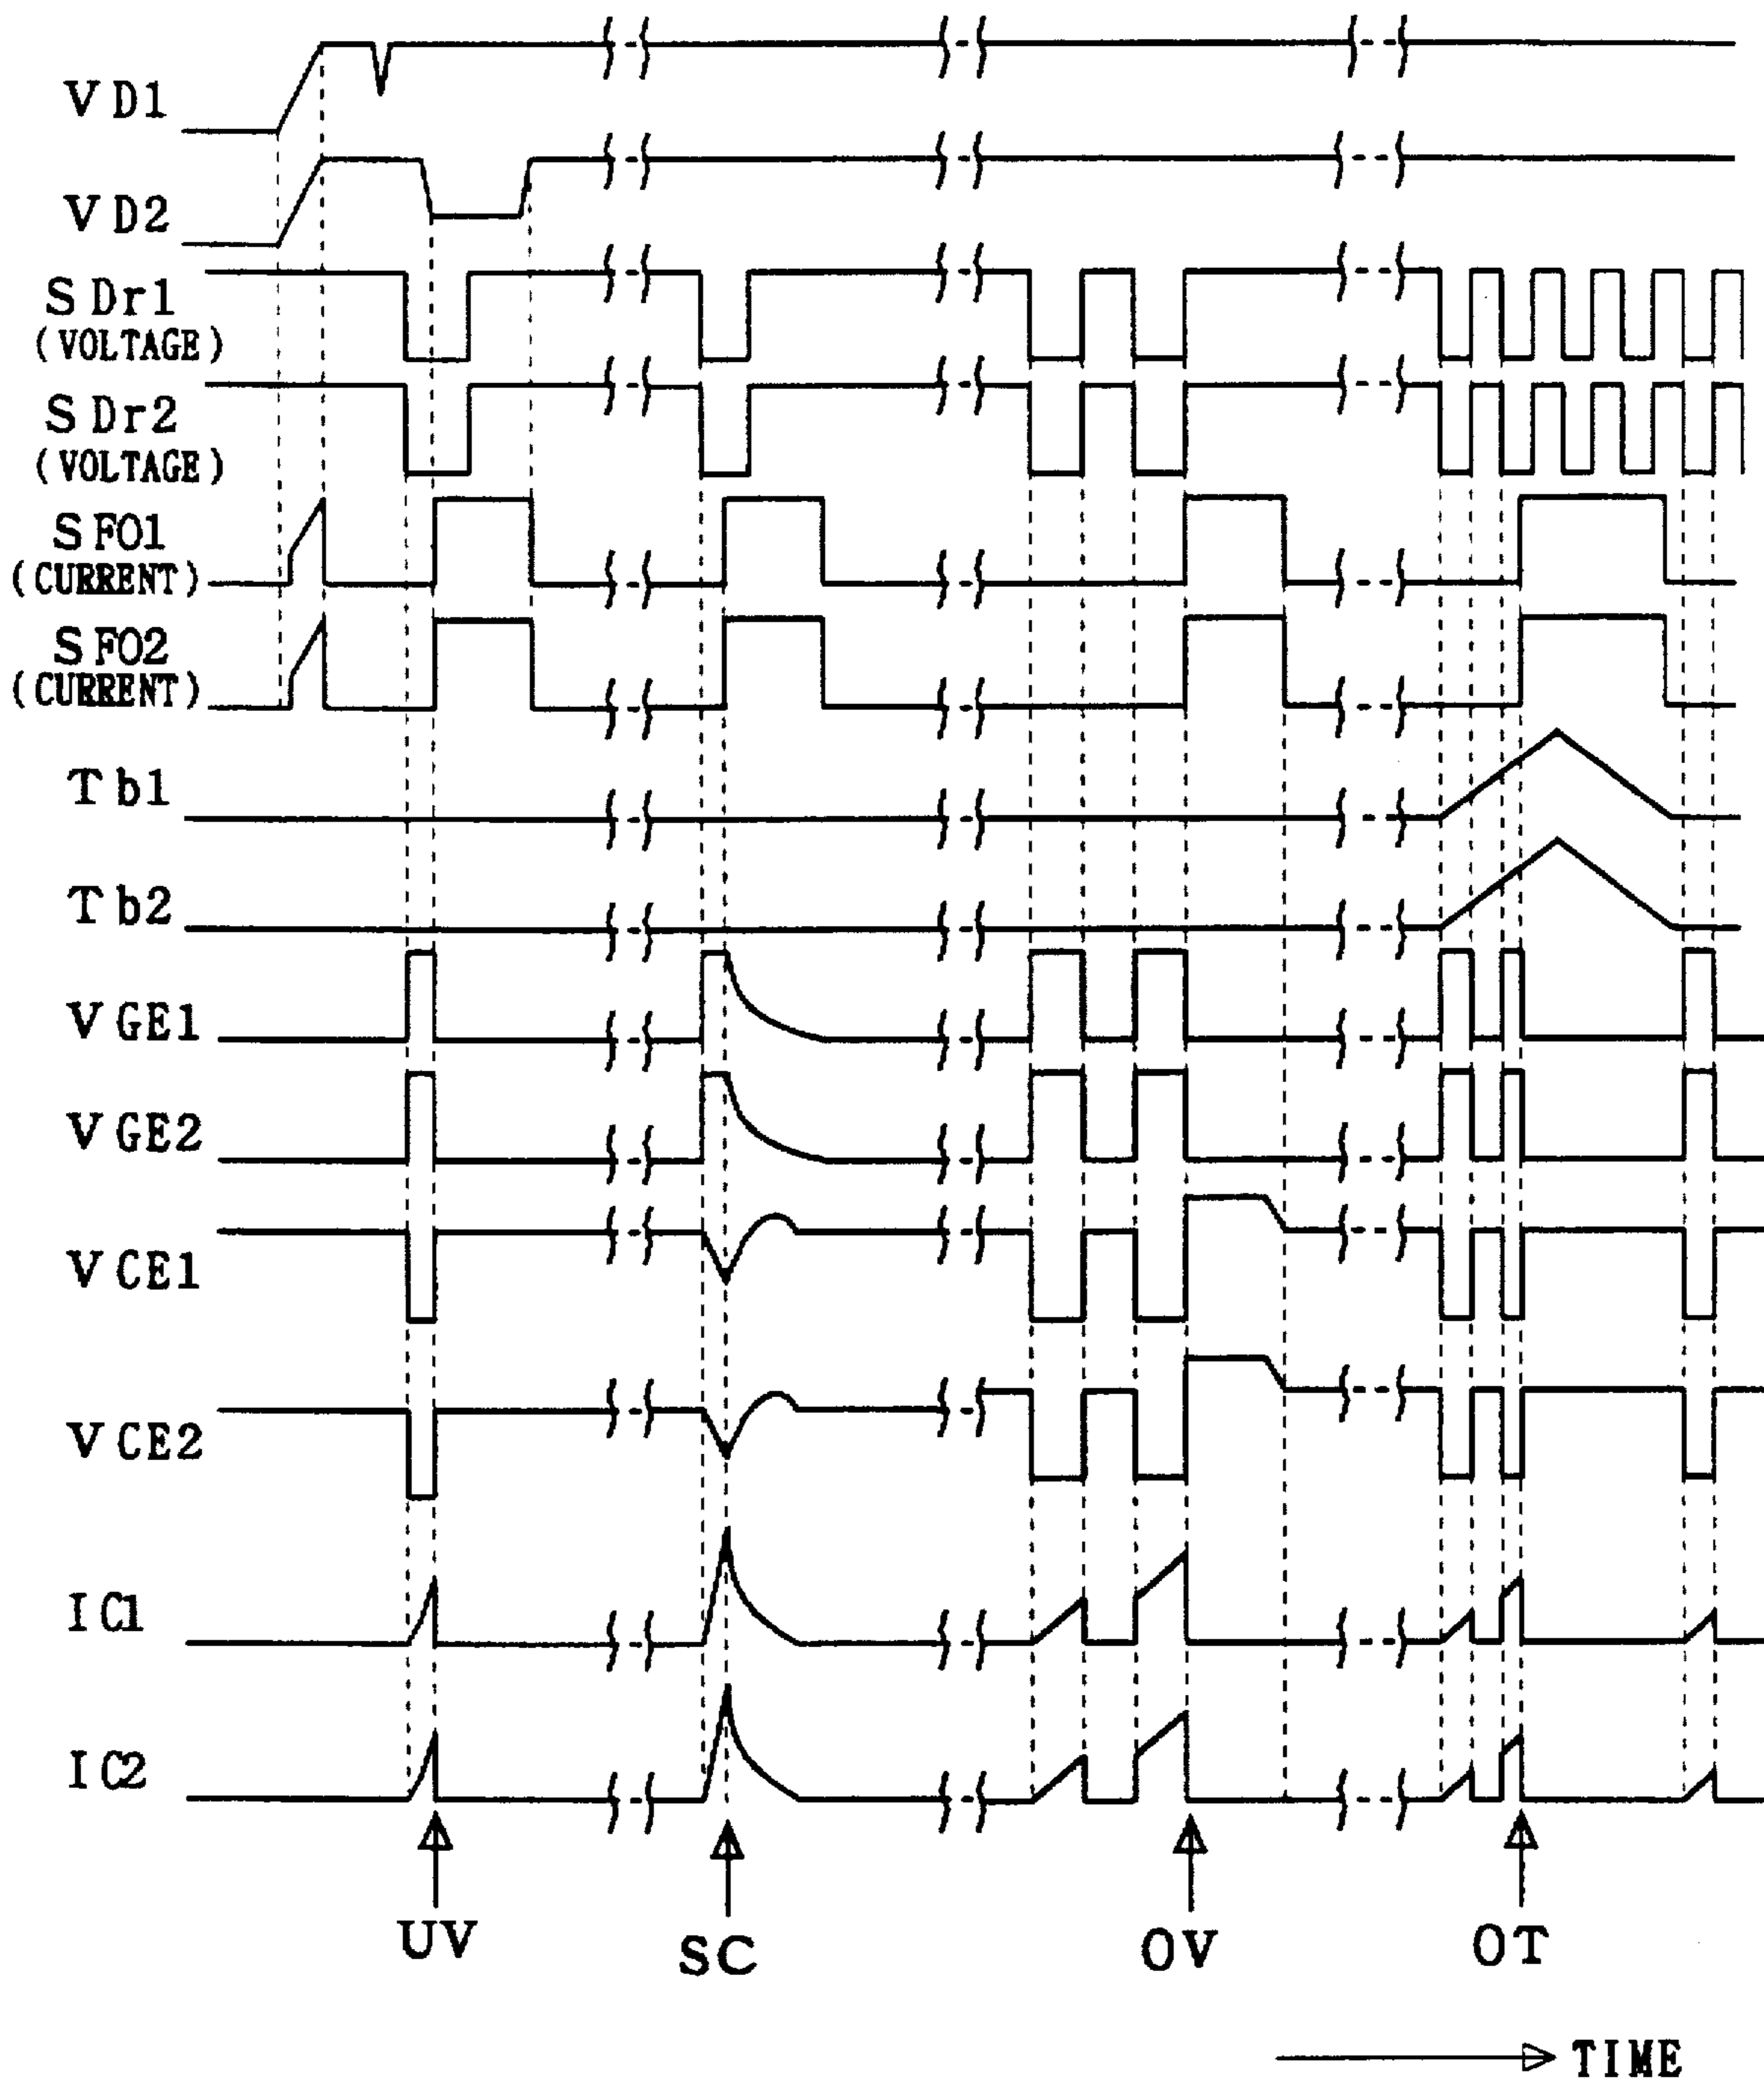 VD1
VD2
SDr1
(VOLTAGE)
SDr2
(VOLTAGE)
SFO1
(CURRENT)
SFO2
(CURRENT)
Tb1
Tb2
VGE1
VGE2
VCE1
VCE2
IC1
IC2
UV SC OV OT
TIME